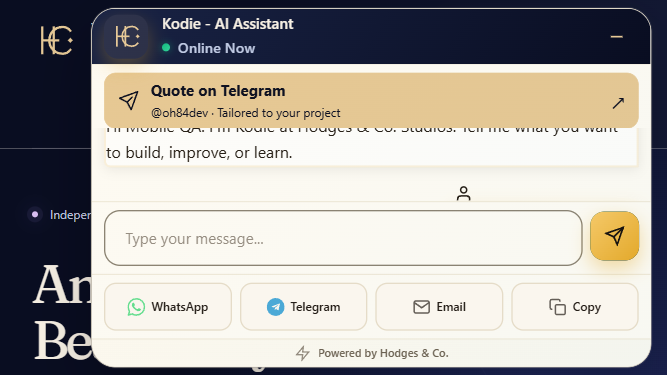 Kodie - AI Assistant
Online Now
Quote on Telegram
@oh84dev · Tailored to your project
Hi Mobile QA. I'm Kodie at Hodges & Co. Studios. Tell me what you want
to build, improve, or learn.
Type your message...
WhatsApp
Telegram
Email
Copy
Powered by Hodges & Co.
Indeper
An
Be